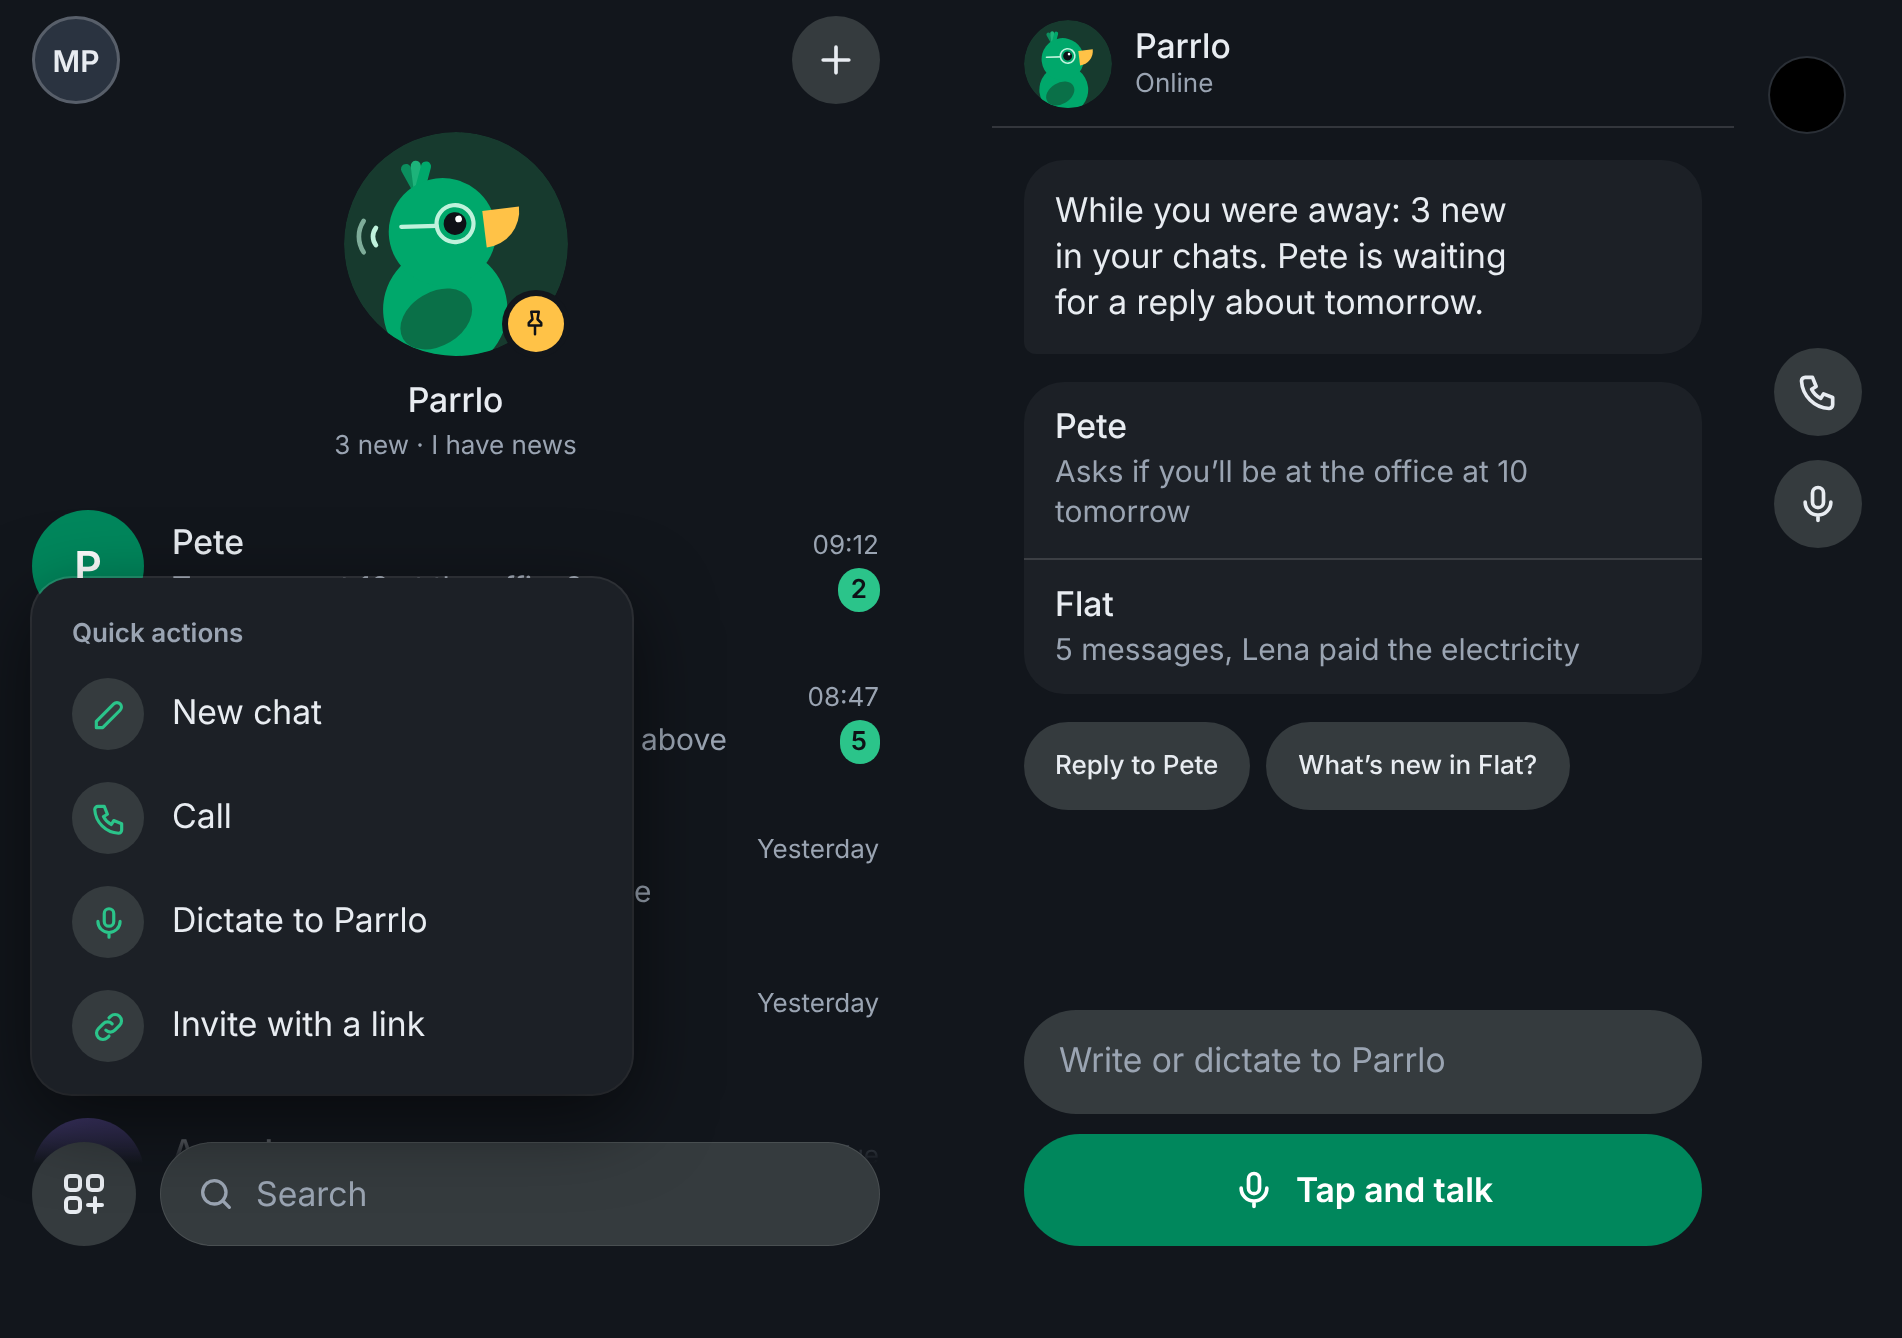 MP
Parrlo
3 new · I have news
P
Pete
09:12
2
08:47
above
5
Yesterday
e
Yesterday
Quick actions
New chat
Call
Dictate to Parrlo
Invite with a link
Search
Parrlo
Online
While you were away: 3 new
in your chats. Pete is waiting
for a reply about tomorrow.
Pete
Asks if you’ll be at the office at 10
tomorrow
Flat
5 messages, Lena paid the electricity
Reply to Pete
What’s new in Flat?
Write or dictate to Parrlo
Tap and talk